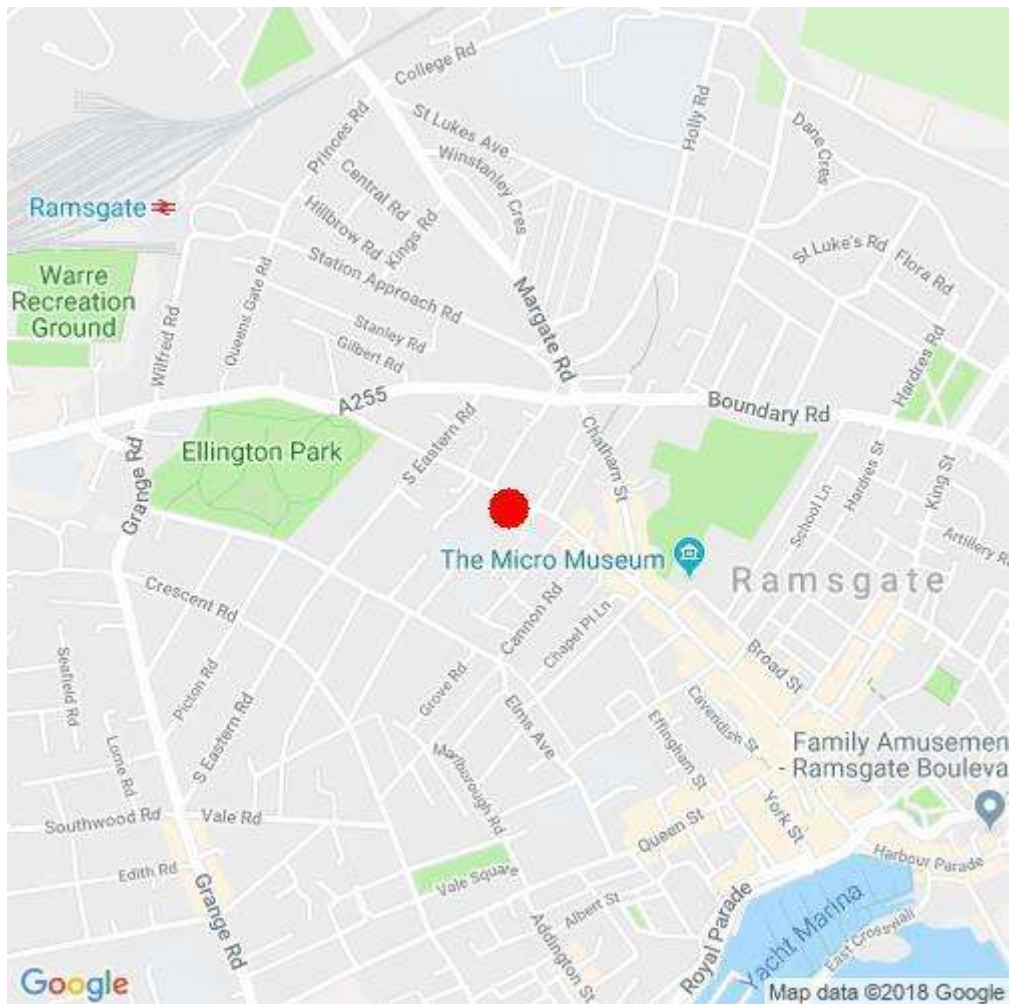 College Rd
St Lukes Ave
Holly Rd
Princes Rd
Winstanley Cres
Dane Cres
Central Rd
Ramsgate
Hillbrow Rd
Kings Rd
St Luke's Rd
Flora Rd
Warre
Recreation
Ground
Station Approach Rd
Queens Gate Rd
Margate Rd
Wilfred Rd
Stanley Rd
Gilbert Rd
Hardres Rd
A255
Boundary Rd
Ellington Park
S Eastern Rd
Chatham St
Grange Rd
School Ln
Hardres St
King St
Artillery Rd
The Micro Museum
Ramsgate
Crescent Rd
Cannon Rd
Chapel Pl Ln
Seafield Rd
Picton Rd
Grove Rd
Broad St
S Eastern Rd
Elms Ave
Cavendish St
Effingham St
Lorne Rd
Marlborough Rd
Family Amusemen
- Ramsgate Bouleva
Southwood Rd
Vale Rd
Queen St
York St
Edith Rd
Vale Square
Harbour Parade
Grange Rd
Albert St
Addington St
Royal Parade
Yacht Marina
East Crosswall
Google
Map data ©2018 Google